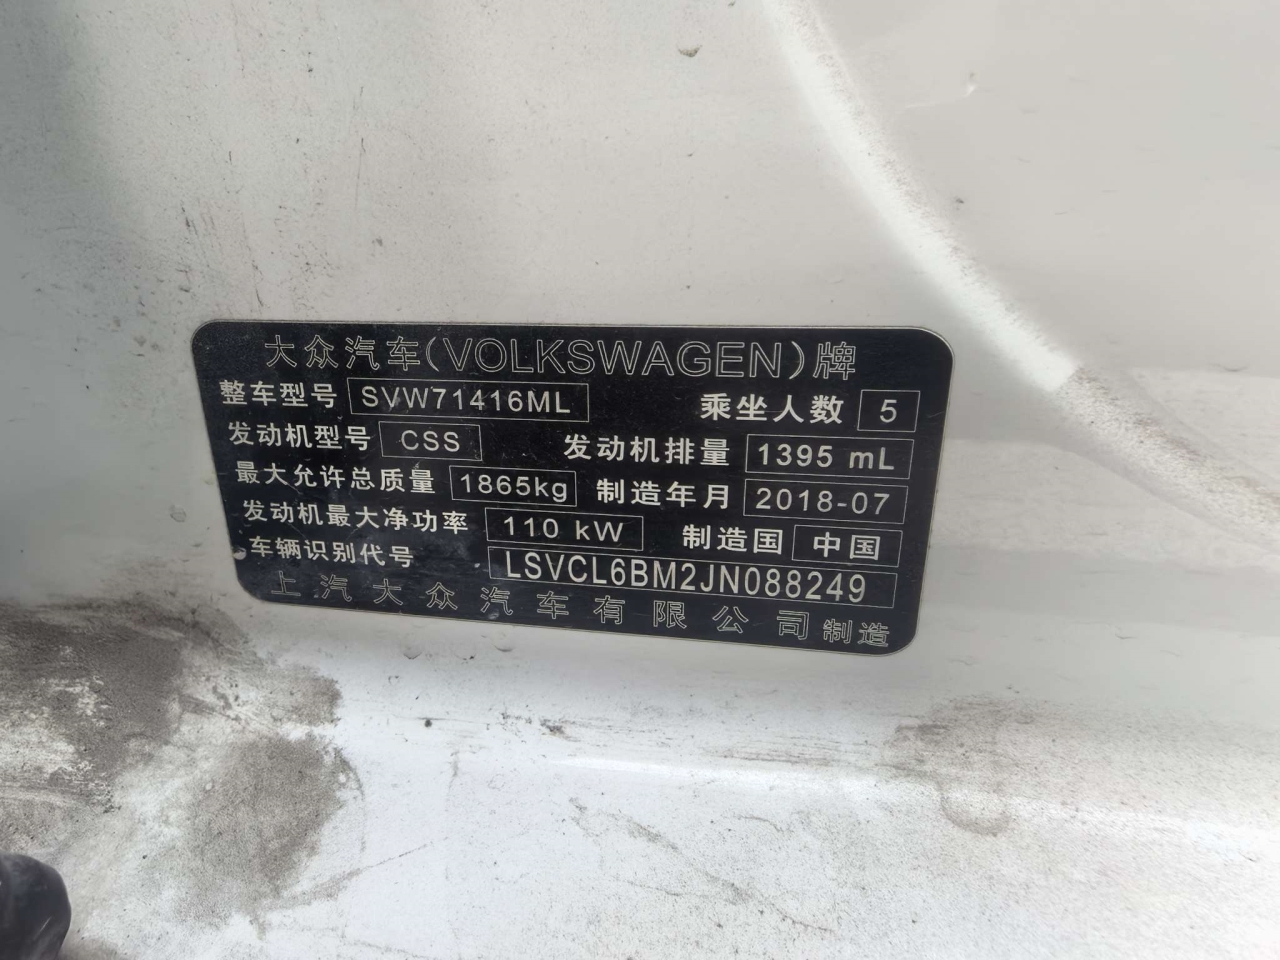 大众汽车(VOLKSWAGEN)牌
整车型号 SVW71416ML 乘坐人数 5
发动机型号 CSS 发动机排量 1395 mL
最大允许总质量 1865kg 制造年月 2018-07
发动机最大净功率 110 kW 制造国 中国
车辆识别代号 LSVCL6BM2JN088249
上汽大众汽车有限公司制造